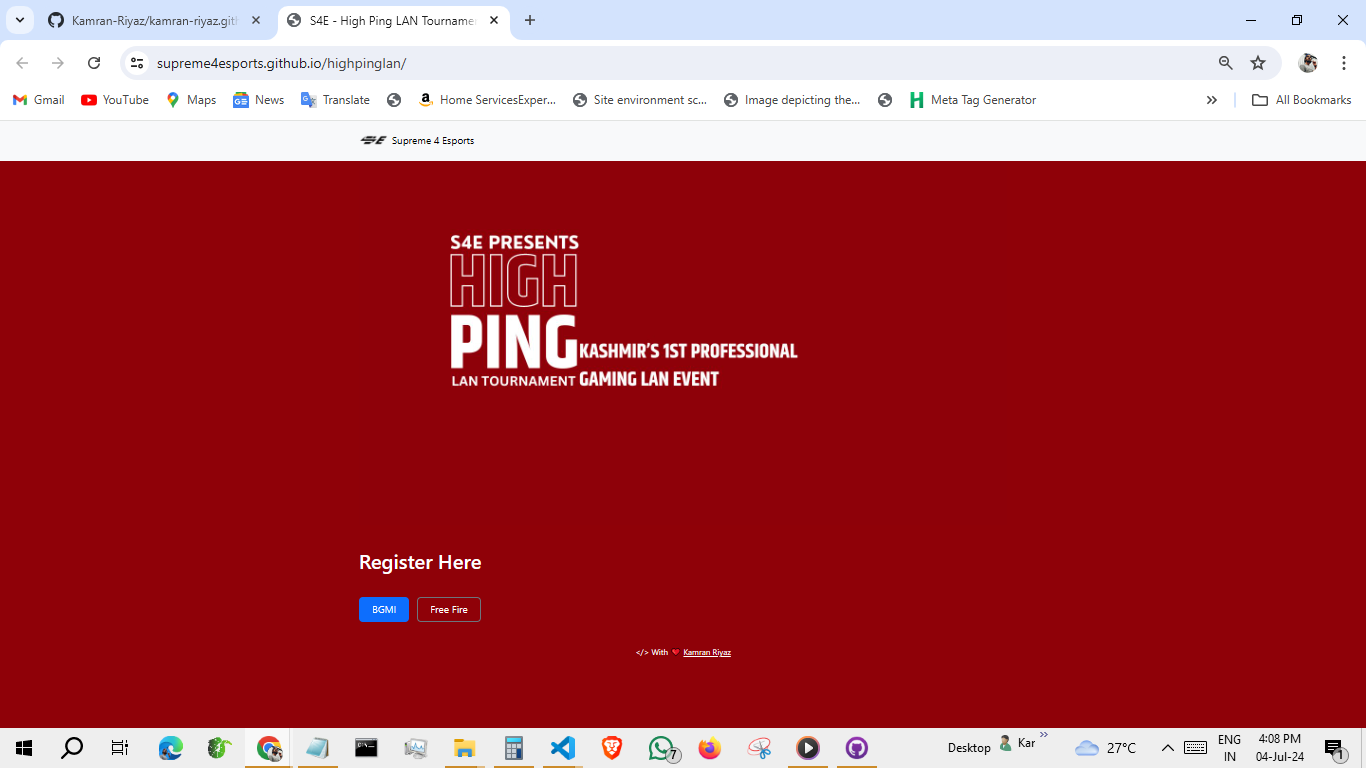 Kamran-Riyaz/kamran-riyaz.gith
S4E - High Ping LAN Tourname
supreme4esports.github.io/highpinglan/
Gmail
YouTube
Maps
News
Translate
Home ServicesExper...
Site environment sc...
Image depicting the...
Meta Tag Generator
All Bookmarks
Supreme 4 Esports
S4E PRESENTS
HIGH
PING
LAN TOURNAMENT
KASHMIR'S 1ST PROFESSIONAL
GAMING LAN EVENT
Register Here
BGMI
Free Fire
</> With ❤ Kamran Riyaz
7
Desktop
Kar
27°C
ENG
IN
4:08 PM
04-Jul-24
1